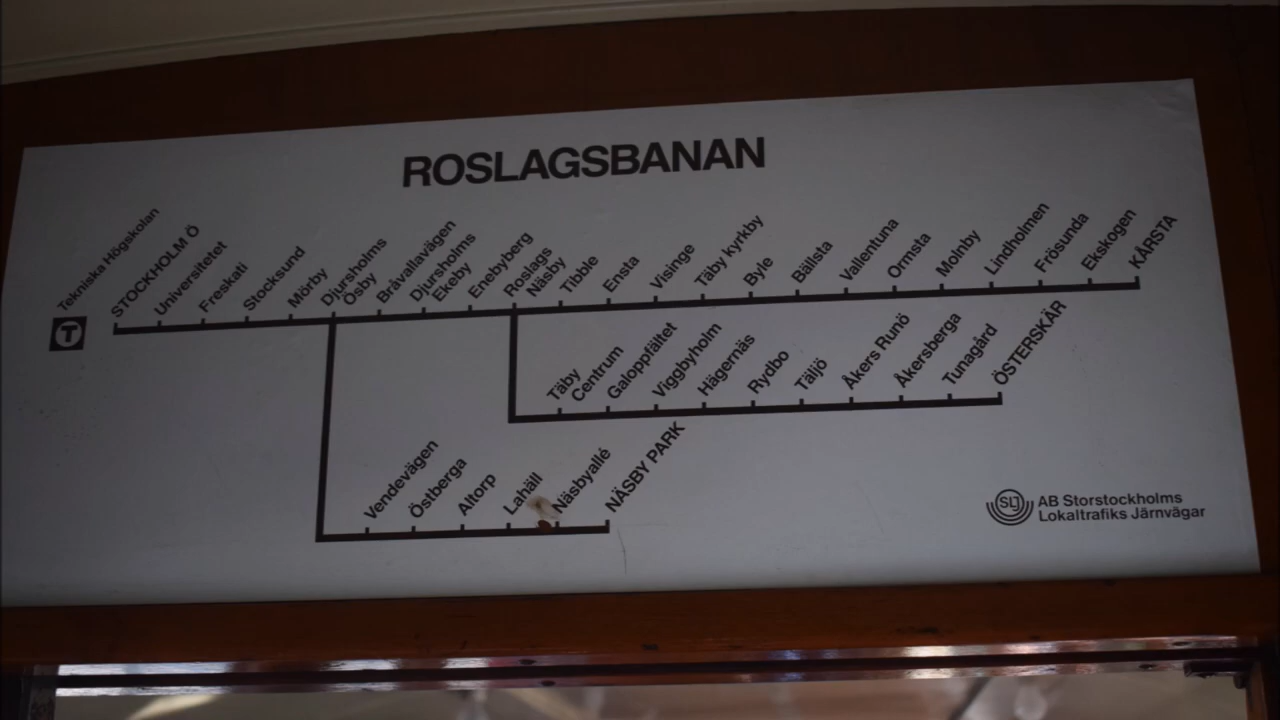 ROSLAGSBANAN
T
Tekniska Högskolan
STOCKHOLM Ö
Universitetet
Freskati
Stocksund
Mörby
Djursholms
Ösby
Bråvallavägen
Djursholms
Ekeby
Enebyberg
Roslags
Näsby
Tibble
Ensta
Visinge
Täby kyrkby
Byle
Bällsta
Vallentuna
Ormsta
Molnby
Lindholmen
Frösunda
Ekskogen
KÅRSTA
Täby
Centrum
Galoppfältet
Viggbyholm
Hägernäs
Rydbo
Täljö
Åkers Runö
Åkersberga
Tunagård
ÖSTERSKÄR
Vendevägen
Östberga
Altorp
Lahäll
Näsbyallé
NÄSBY PARK
SLJ
AB Storstockholms
Lokaltrafiks Järnvägar